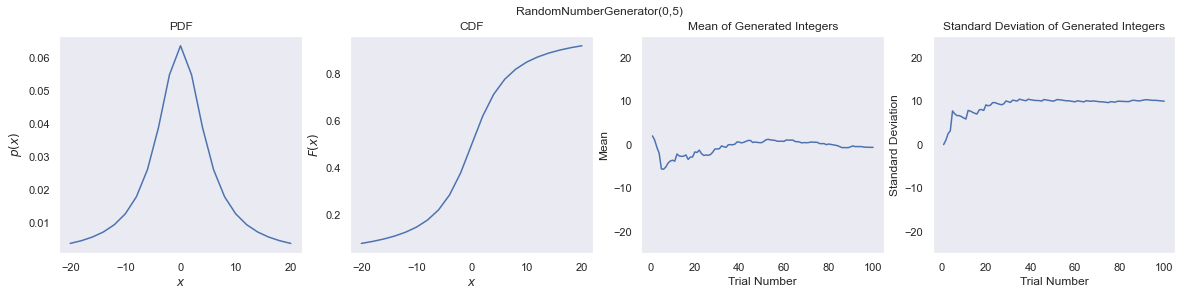 RandomNumberGenerator(0,5)
PDF
p(x)
0.06
0.05
0.04
0.03
0.02
0.01
−20 −10 0 10 20
x
CDF
F(x)
0.8
0.6
0.4
0.2
−20 −10 0 10 20
x
Mean of Generated Integers
Mean
20
10
0
−10
−20
0 20 40 60 80 100
Trial Number
Standard Deviation of Generated Integers
Standard Deviation
20
10
0
−10
−20
0 20 40 60 80 100
Trial Number